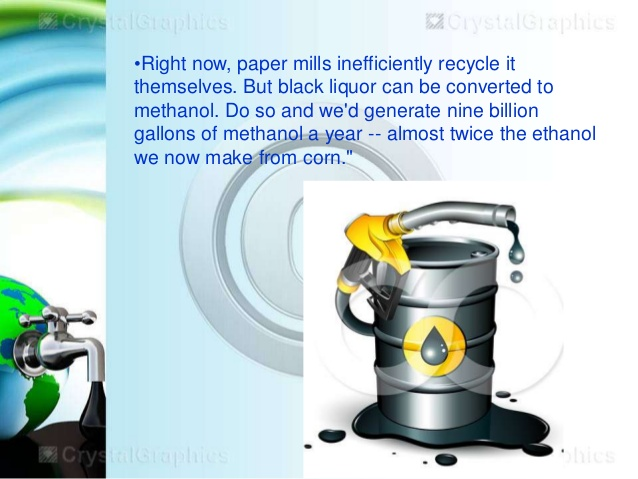 CrystalGraphics CrystalGraphics
•Right now, paper mills inefficiently recycle it
themselves. But black liquor can be converted to
methanol. Do so and we'd generate nine billion
gallons of methanol a year -- almost twice the ethanol
we now make from corn."
CrystalGraphics phics